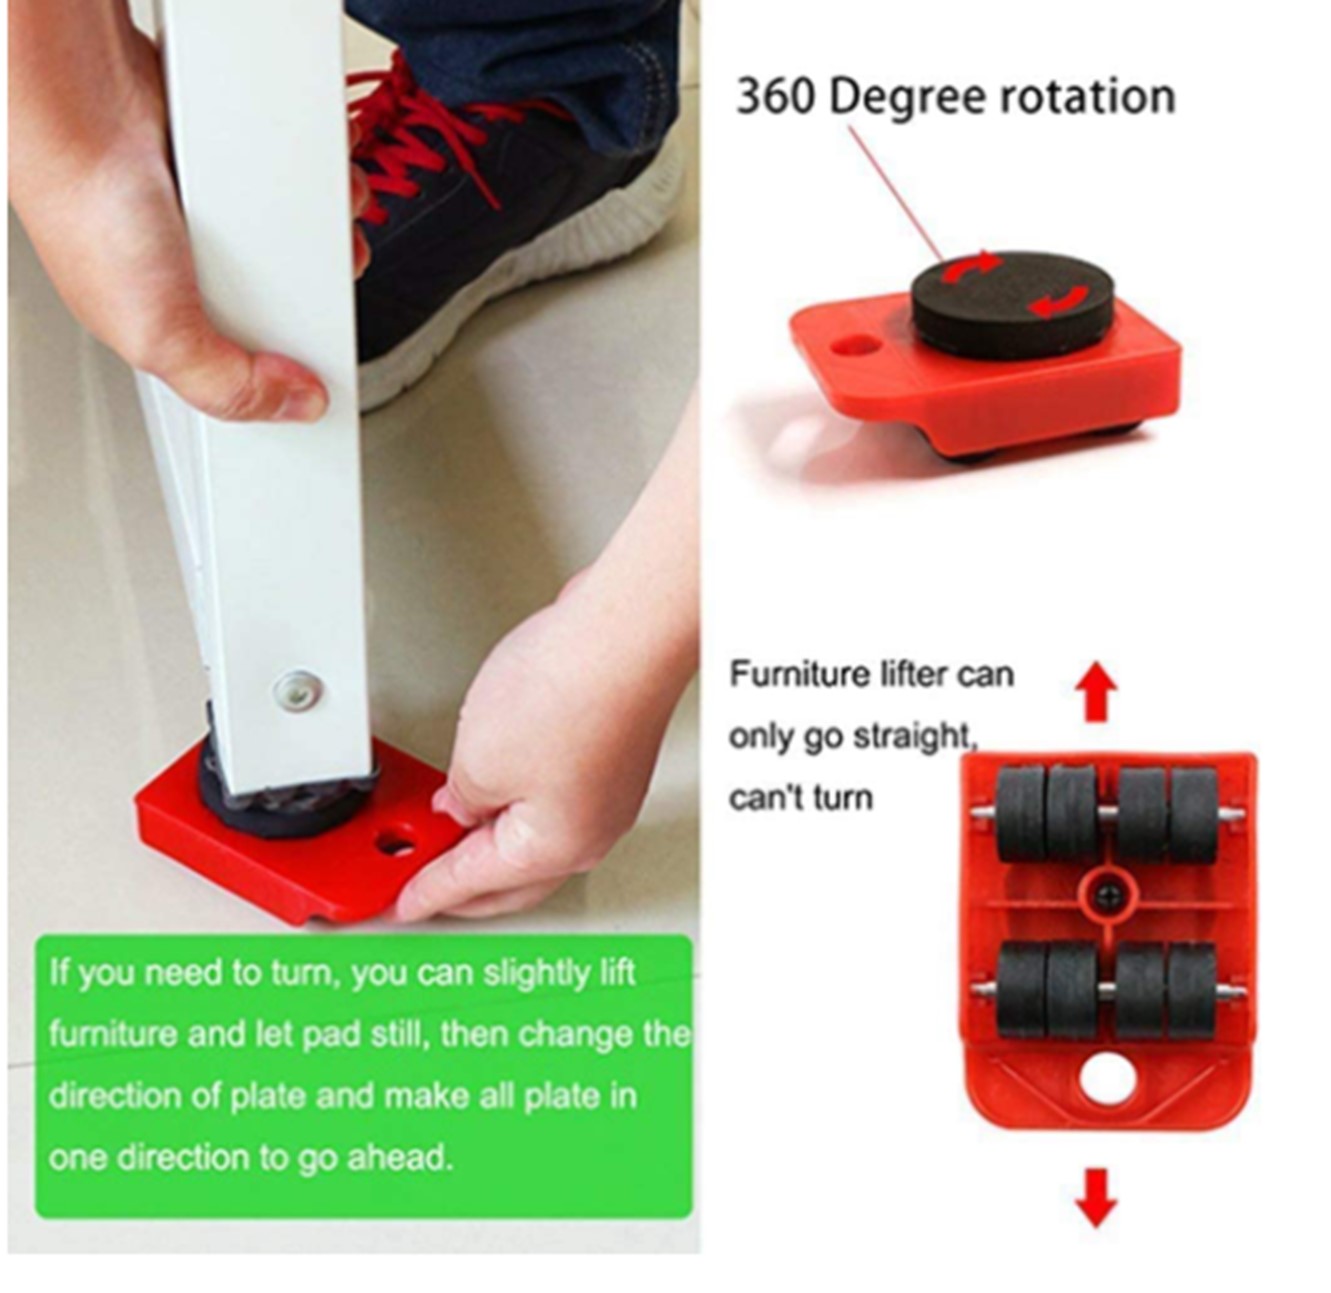 360 Degree rotation
Furniture lifter can
only go straight,
can't turn
If you need to turn, you can slightly lift
furniture and let pad still, then change the
direction of plate and make all plate in
one direction to go ahead.